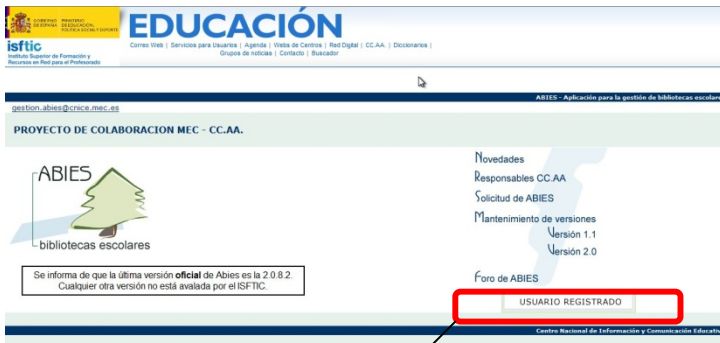 GOBIERNO DE ESPAÑA
MINISTERIO DE EDUCACIÓN, POLÍTICA SOCIAL Y DEPORTE
EDUCACIÓN
isftic
Instituto Superior de Formación y
Recursos en Red para el Profesorado
Correo Web | Servicios para Usuarios | Agenda | Webs de Centros | Red Digital | CC.AA. | Diccionarios |
Grupos de noticias | Contacto | Buscador
ABIES - Aplicación para la gestión de bibliotecas escolare
gestion.abies@cnice.mec.es
PROYECTO DE COLABORACION MEC - CC.AA.
ABIES
bibliotecas escolares
Se informa de que la última versión oficial de Abies es la 2.0.8.2.
Cualquier otra versión no está avalada por el ISFTIC.
Novedades
Responsables CC.AA
Solicitud de ABIES
Mantenimiento de versiones
Versión 1.1
Versión 2.0
Foro de ABIES
USUARIO REGISTRADO
Centro Nacional de Información y Comunicación Educativ